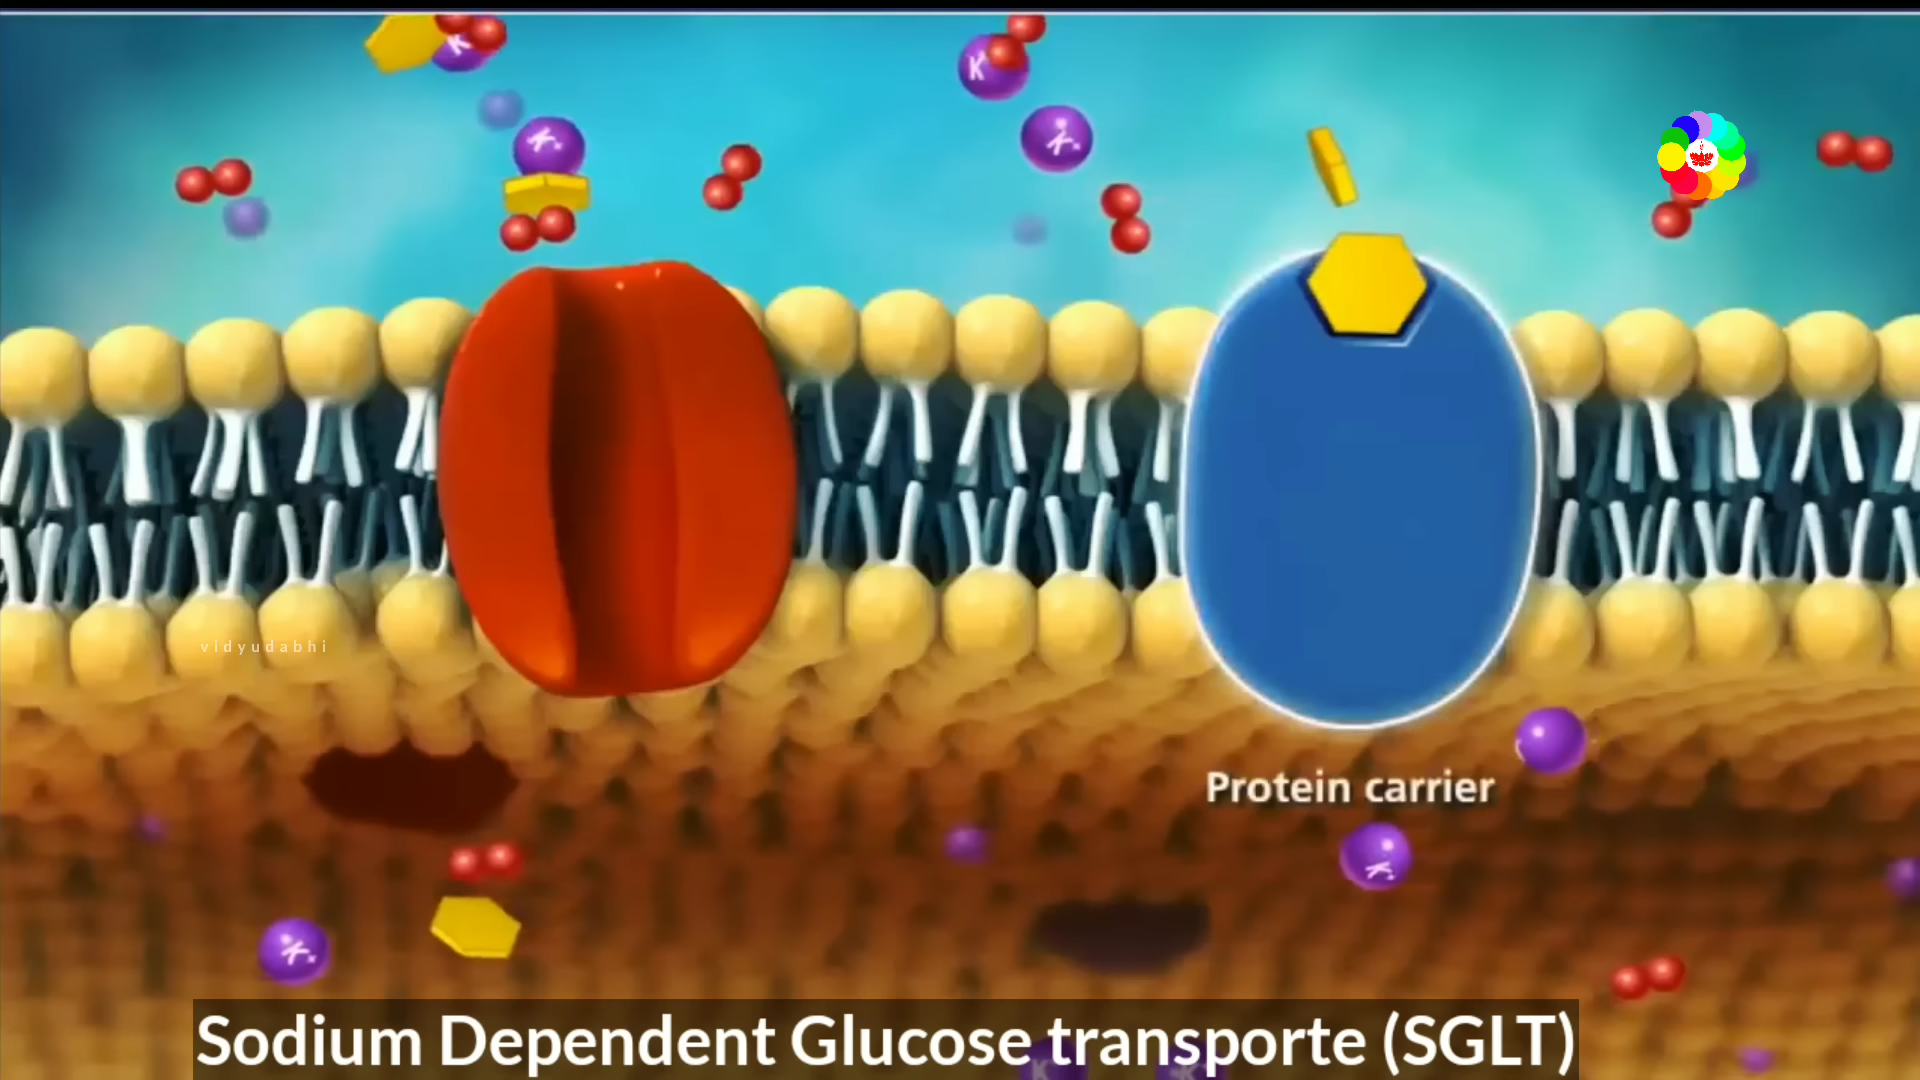 K
K+
K
K+
vidyudabhi
Protein carrier
K+
K+
Sodium Dependent Glucose transporte (SGLT)